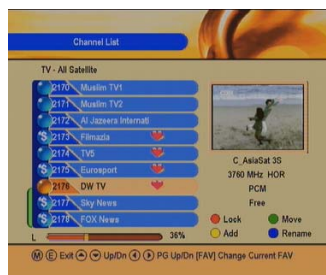 Channel List
TV - All Satellite
2170 Muslim TV1
2171 Muslim TV2
2172 Al Jazeera Internati
2173 Filmazia
2174 TV5
2175 Eurosport
2176 DW TV
2177 Sky News
2178 FOX News
C_AsiaSat 3S
3760 MHz HOR
PCM
Free
Lock Move
Add Rename
L 36%
M E Exit Up/Dn PG Up/Dn [FAV] Change Current FAV